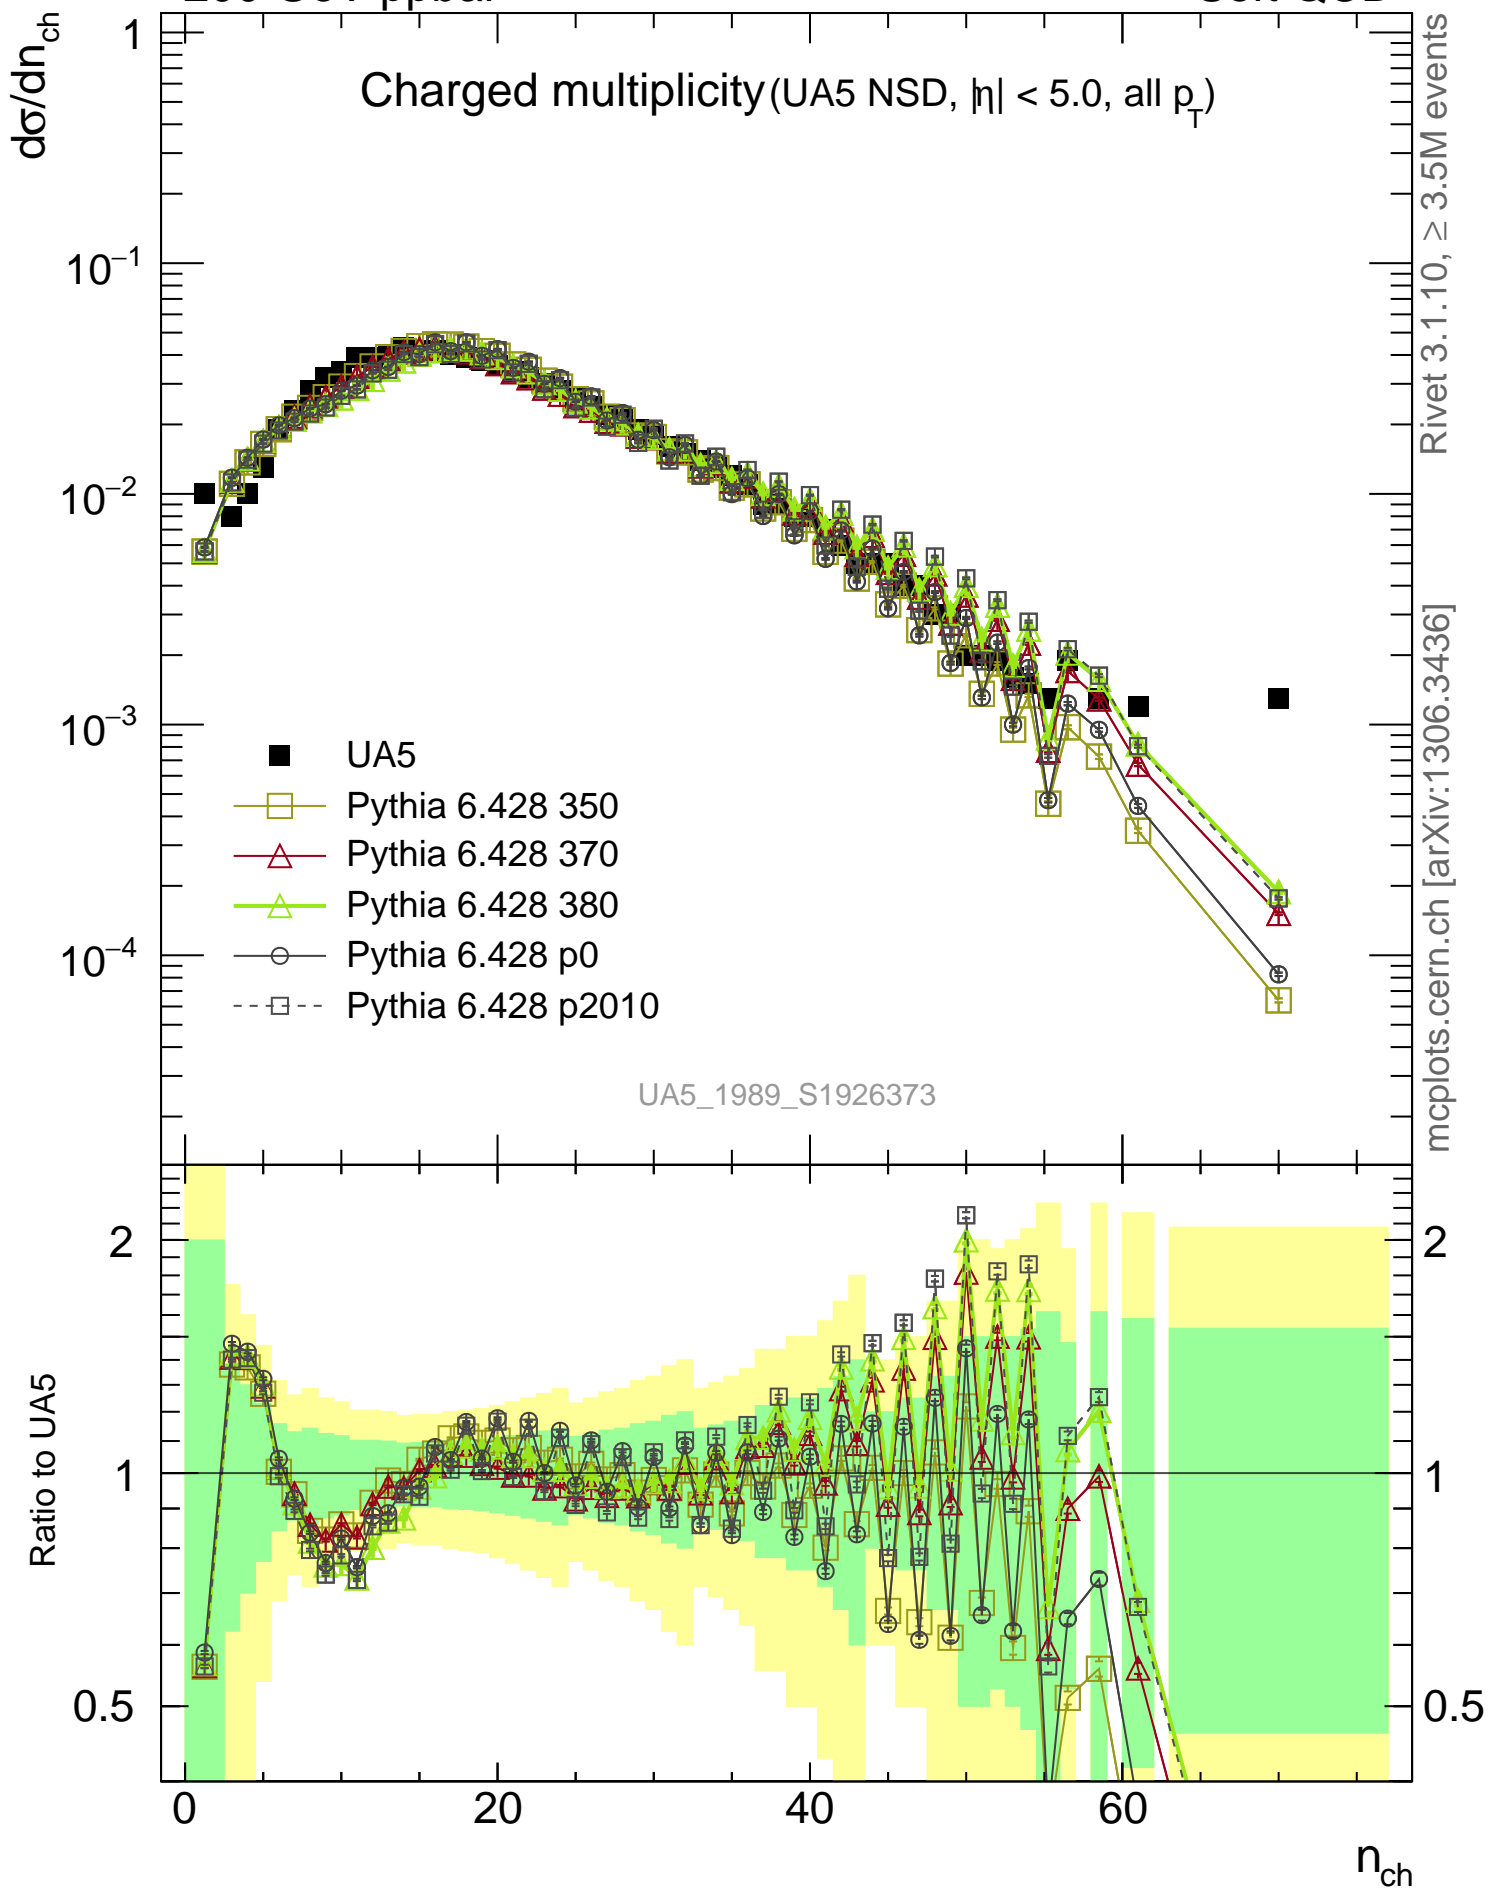 dσ/dn_ch
Charged multiplicity (UA5 NSD, |η| < 5.0, all p_T)
1
10^−1
10^−2
10^−3
10^−4
UA5
Pythia 6.428 350
Pythia 6.428 370
Pythia 6.428 380
Pythia 6.428 p0
Pythia 6.428 p2010
UA5_1989_S1926373
Rivet 3.1.10, ≥ 3.5M events
mcplots.cern.ch [arXiv:1306.3436]
Ratio to UA5
2
1
0.5
2
1
0.5
0
20
40
60
n_ch